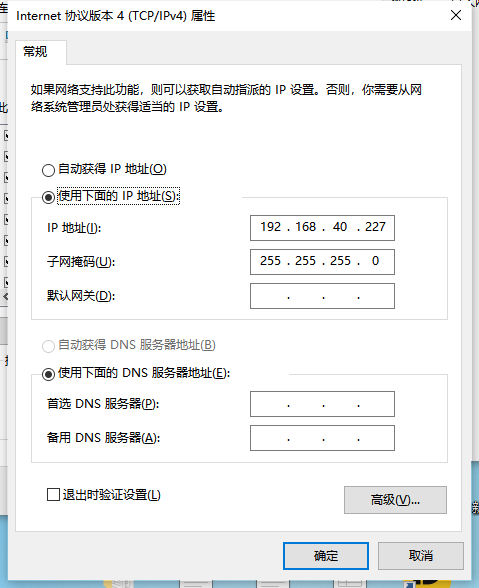 Internet 协议版本 4 (TCP/IPv4) 属性
常规
如果网络支持此功能，则可以获取自动指派的 IP 设置。否则，你需要从网
络系统管理员处获得适当的 IP 设置。
自动获得 IP 地址(O)
使用下面的 IP 地址(S):
IP 地址(I): 192 . 168 . 40 . 227
子网掩码(U): 255 . 255 . 255 . 0
默认网关(D): . . .
自动获得 DNS 服务器地址(B)
使用下面的 DNS 服务器地址(E):
首选 DNS 服务器(P): . . .
备用 DNS 服务器(A): . . .
退出时验证设置(L)
高级(V)...
确定
取消